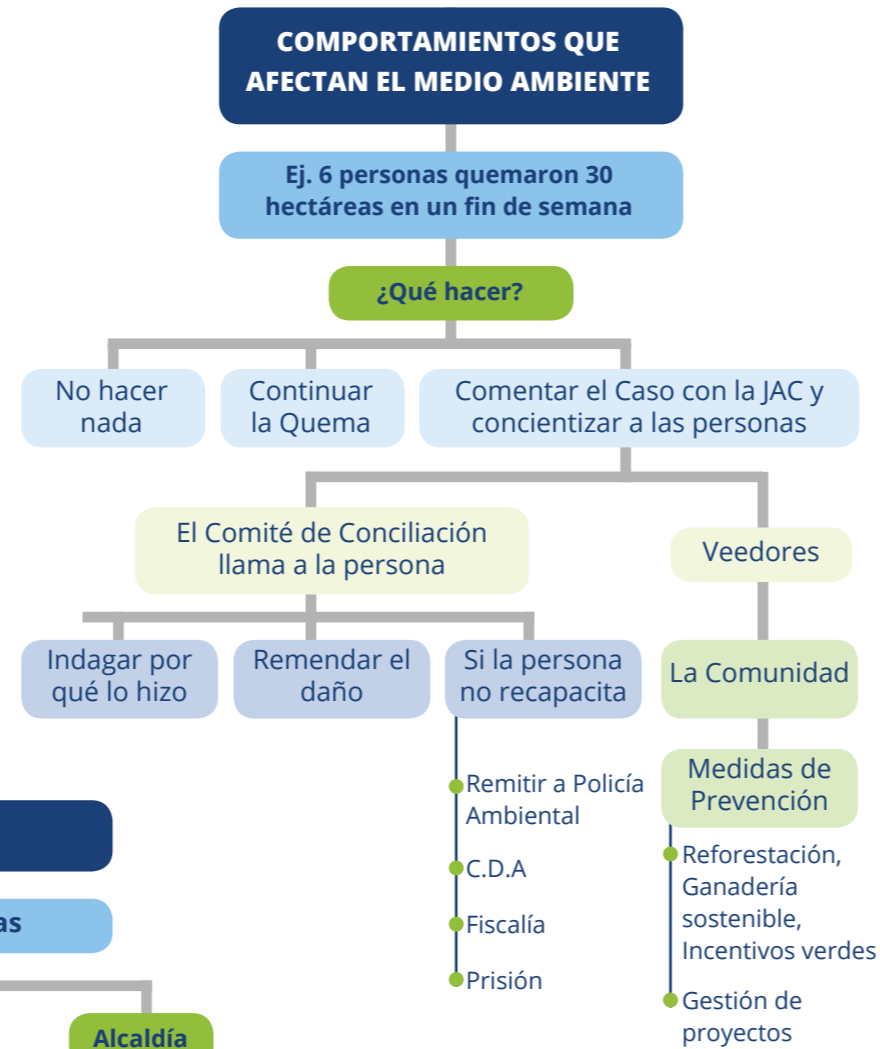 COMPORTAMIENTOS QUE
AFECTAN EL MEDIO AMBIENTE
Ej. 6 personas quemaron 30
hectáreas en un fin de semana
¿Qué hacer?
No hacer
nada
Continuar
la Quema
Comentar el Caso con la JAC y
concientizar a las personas
El Comité de Conciliación
llama a la persona
Veedores
Indagar por
qué lo hizo
Remendar el
daño
Si la persona
no recapacita
La Comunidad
Medidas de
Prevención
Remitir a Policía
Ambiental
C.D.A
Fiscalía
Prisión
Reforestación,
Ganadería
sostenible,
Incentivos verdes
Gestión de
proyectos
as
Alcaldía